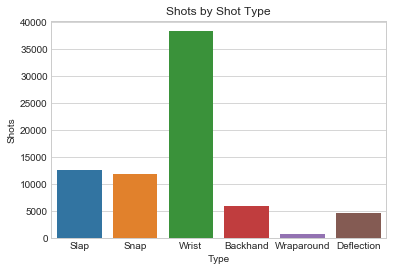 Shots by Shot Type
40000
35000
30000
25000
20000
15000
10000
5000
0
Shots
Slap Snap Wrist Backhand Wraparound Deflection
Type